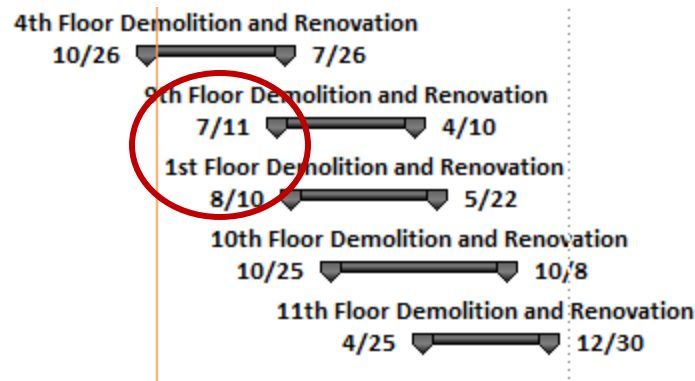 4th Floor Demolition and Renovation
10/26 7/26
9th Floor Demolition and Renovation
7/11 4/10
1st Floor Demolition and Renovation
8/10 5/22
10th Floor Demolition and Renovation
10/25 10/8
11th Floor Demolition and Renovation
4/25 12/30